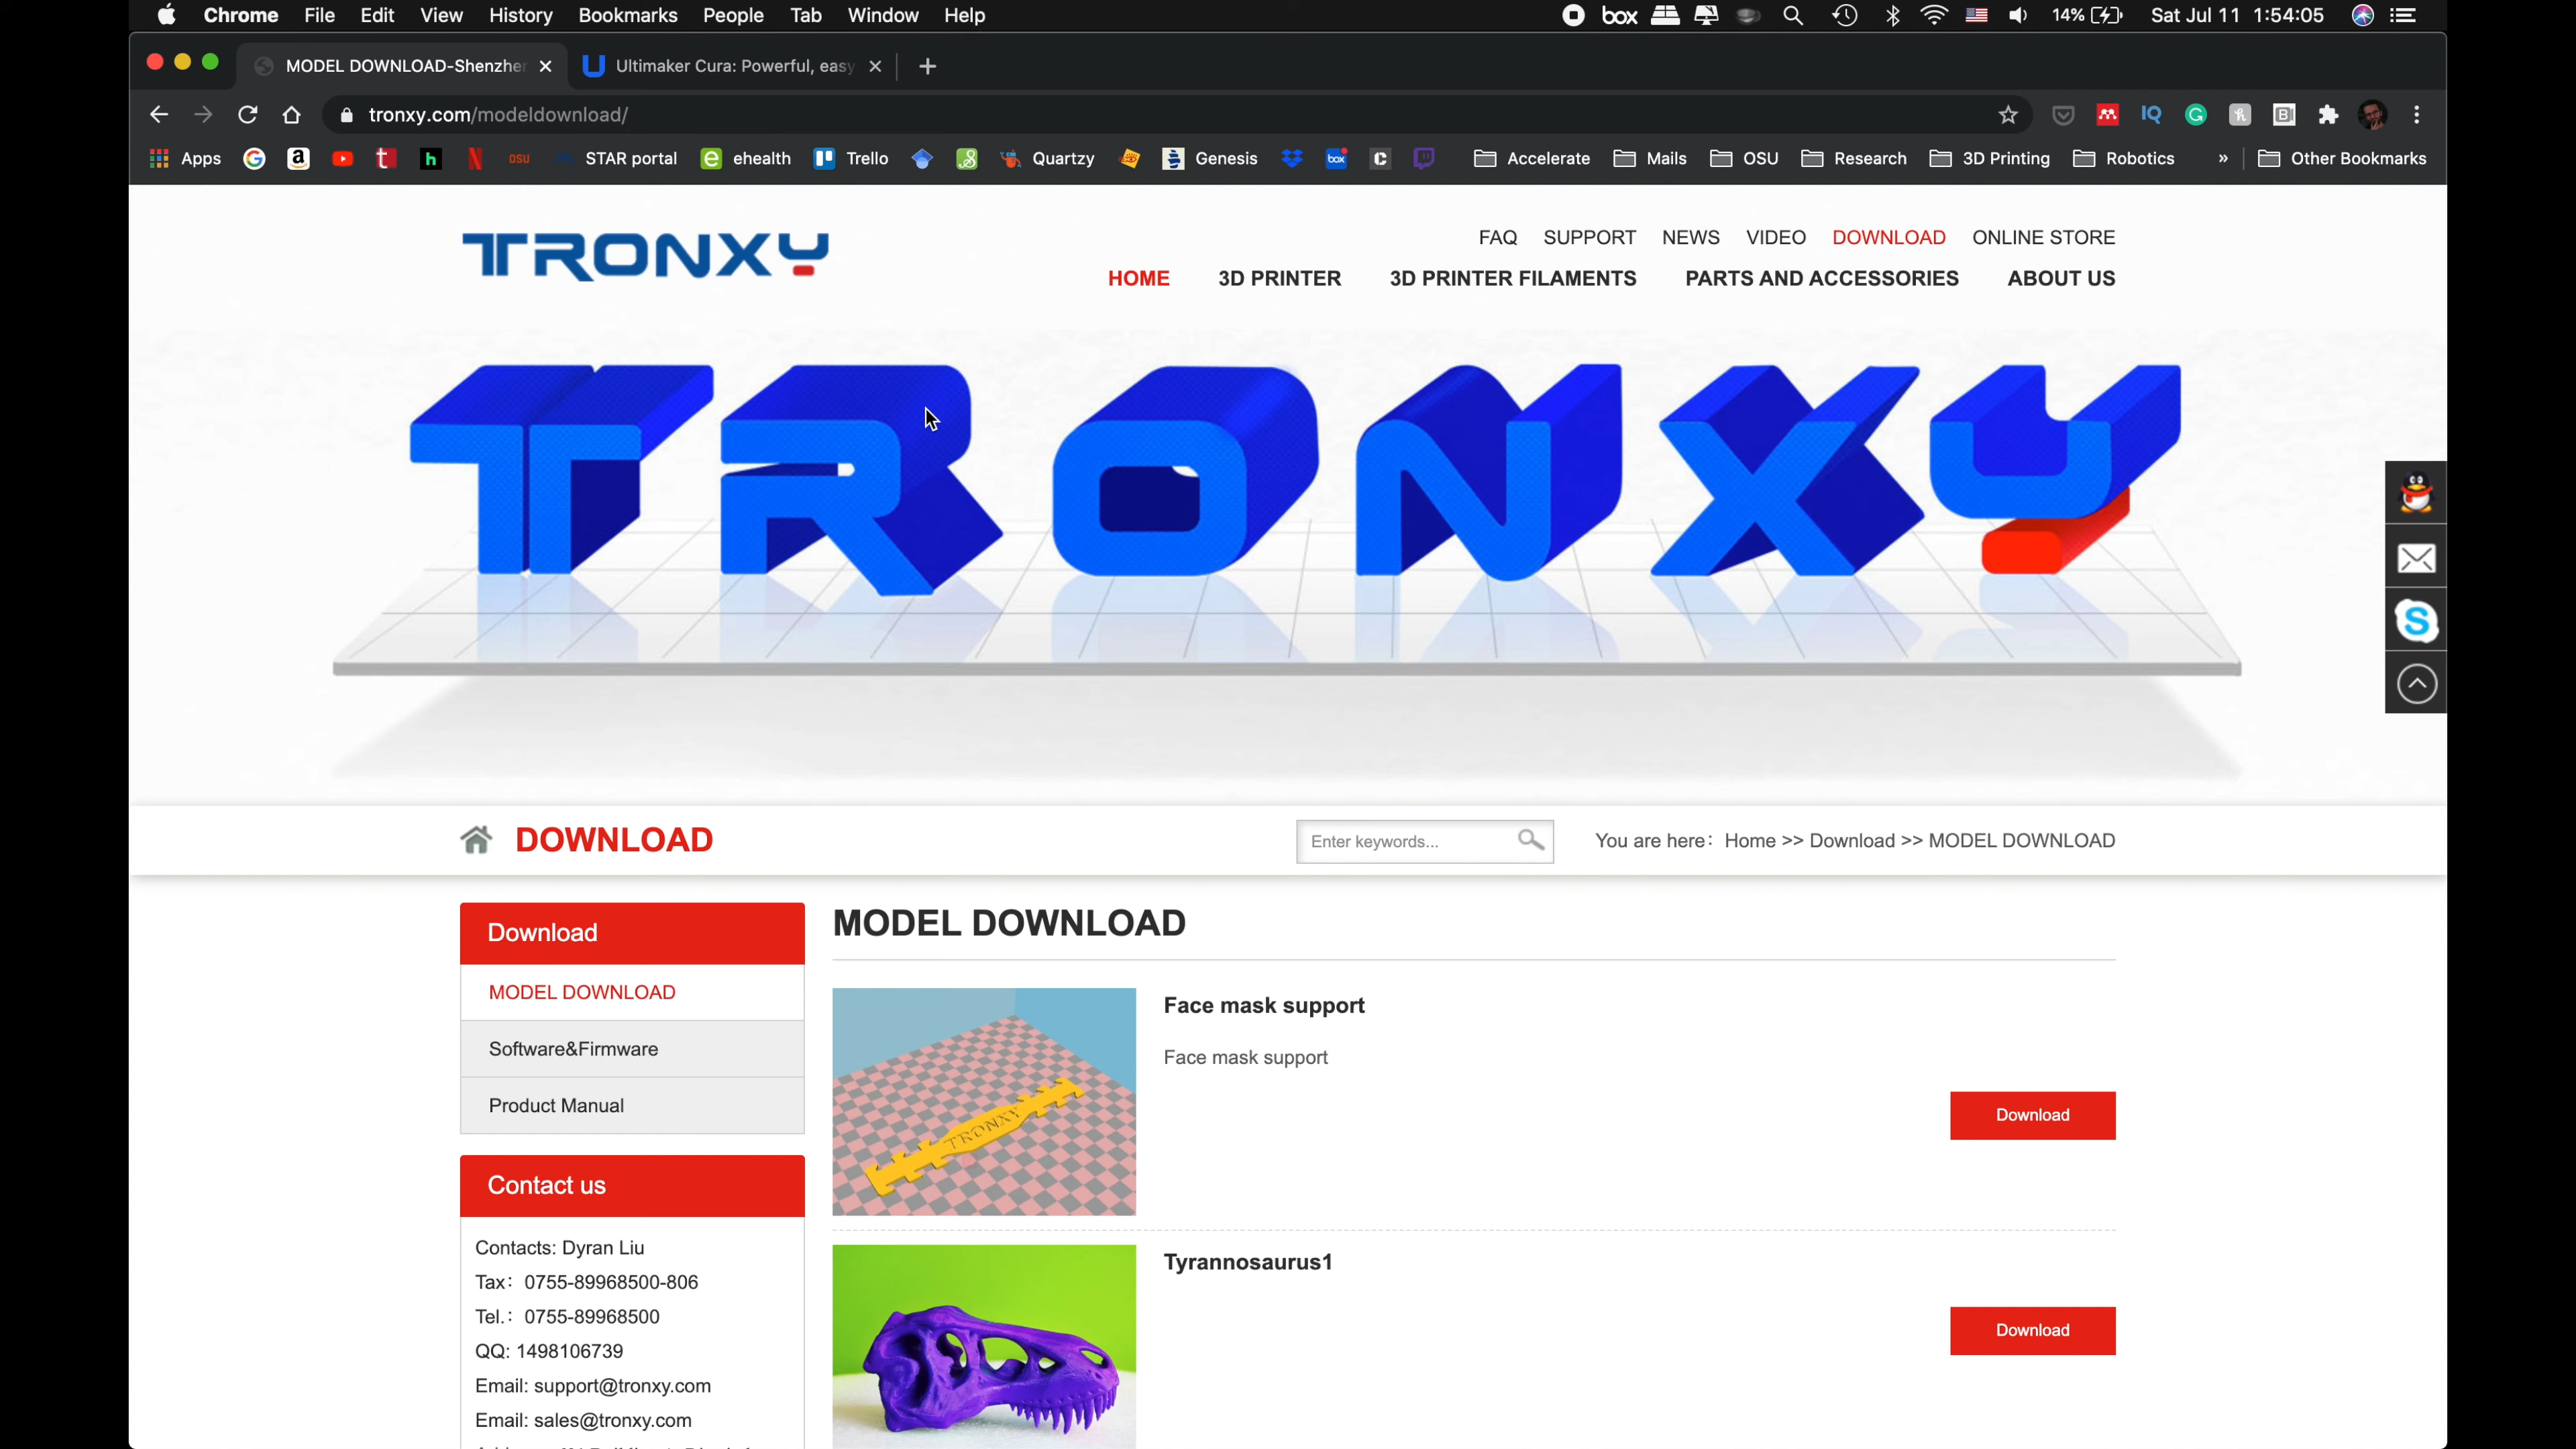 Chrome File Edit View History Bookmarks People Tab Window Help
box 14% Sat Jul 11 1:54:05
MODEL DOWNLOAD-Shenzhe
Ultimaker Cura: Powerful, easy
tronxy.com/modeldownload/
Apps STAR portal ehealth Trello Quartzy Genesis Accelerate Mails OSU Research 3D Printing Robotics » Other Bookmarks
TRONXY
FAQ SUPPORT NEWS VIDEO DOWNLOAD ONLINE STORE
HOME 3D PRINTER 3D PRINTER FILAMENTS PARTS AND ACCESSORIES ABOUT US
TRONXY
DOWNLOAD
Enter keywords...
You are here: Home >> Download >> MODEL DOWNLOAD
Download
MODEL DOWNLOAD
Software&Firmware
Product Manual
Contact us
Contacts: Dyran Liu
Tax: 0755-89968500-806
Tel.: 0755-89968500
QQ: 1498106739
Email: support@tronxy.com
Email: sales@tronxy.com
MODEL DOWNLOAD
TRONXY
Face mask support
Face mask support
Download
Tyrannosaurus1
Download